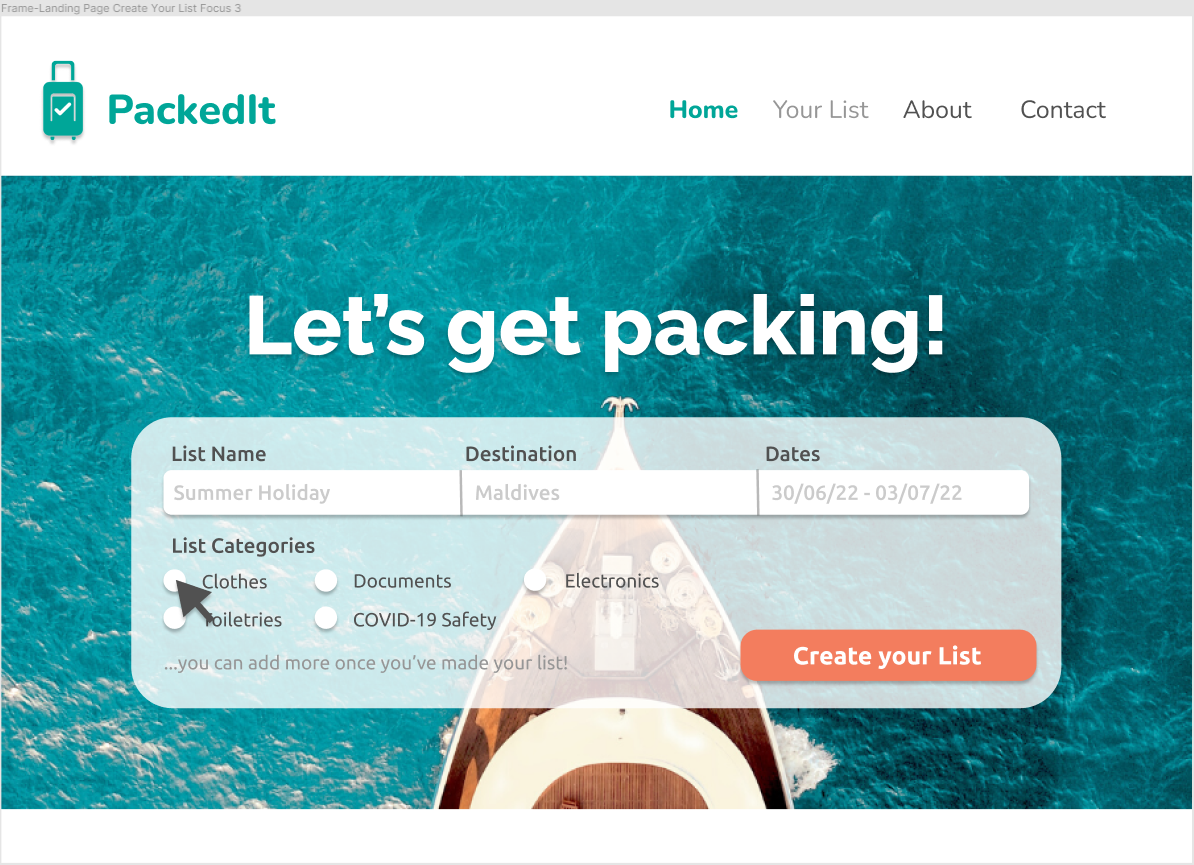 Frame-Landing Page Create Your List Focus 3
PackedIt
Home Your List About Contact
Let’s get packing!
List Name Destination Dates
Summer Holiday Maldives 30/06/22 - 03/07/22
List Categories
Clothes Documents Electronics
Toiletries COVID-19 Safety
...you can add more once you’ve made your list!
Create your List